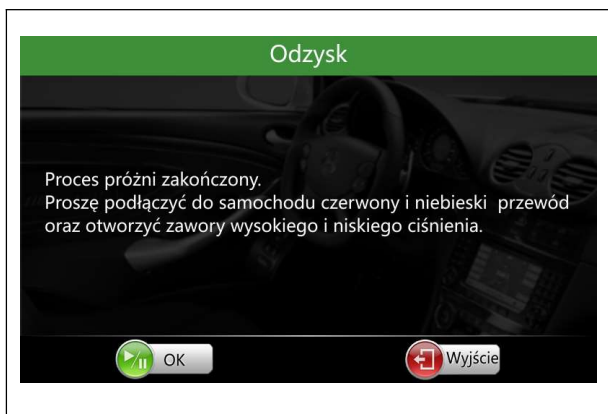 Odzysk
Proces próżni zakończony.
Proszę podłączyć do samochodu czerwony i niebieski przewód
oraz otworzyć zawory wysokiego i niskiego ciśnienia.
OK
Wyjście